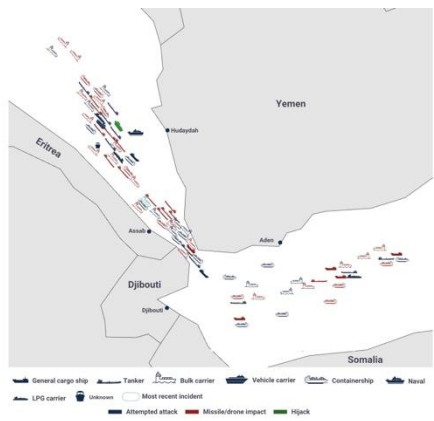 Yemen
Hudaydah
Eritrea
Assab
Aden
Djibouti
Djibouti
Somalia
General cargo ship Tanker Bulk carrier Vehicle carrier Containership Naval
LPG carrier Unknown Most recent incident
Attempted attack Missile/drone impact Hijack